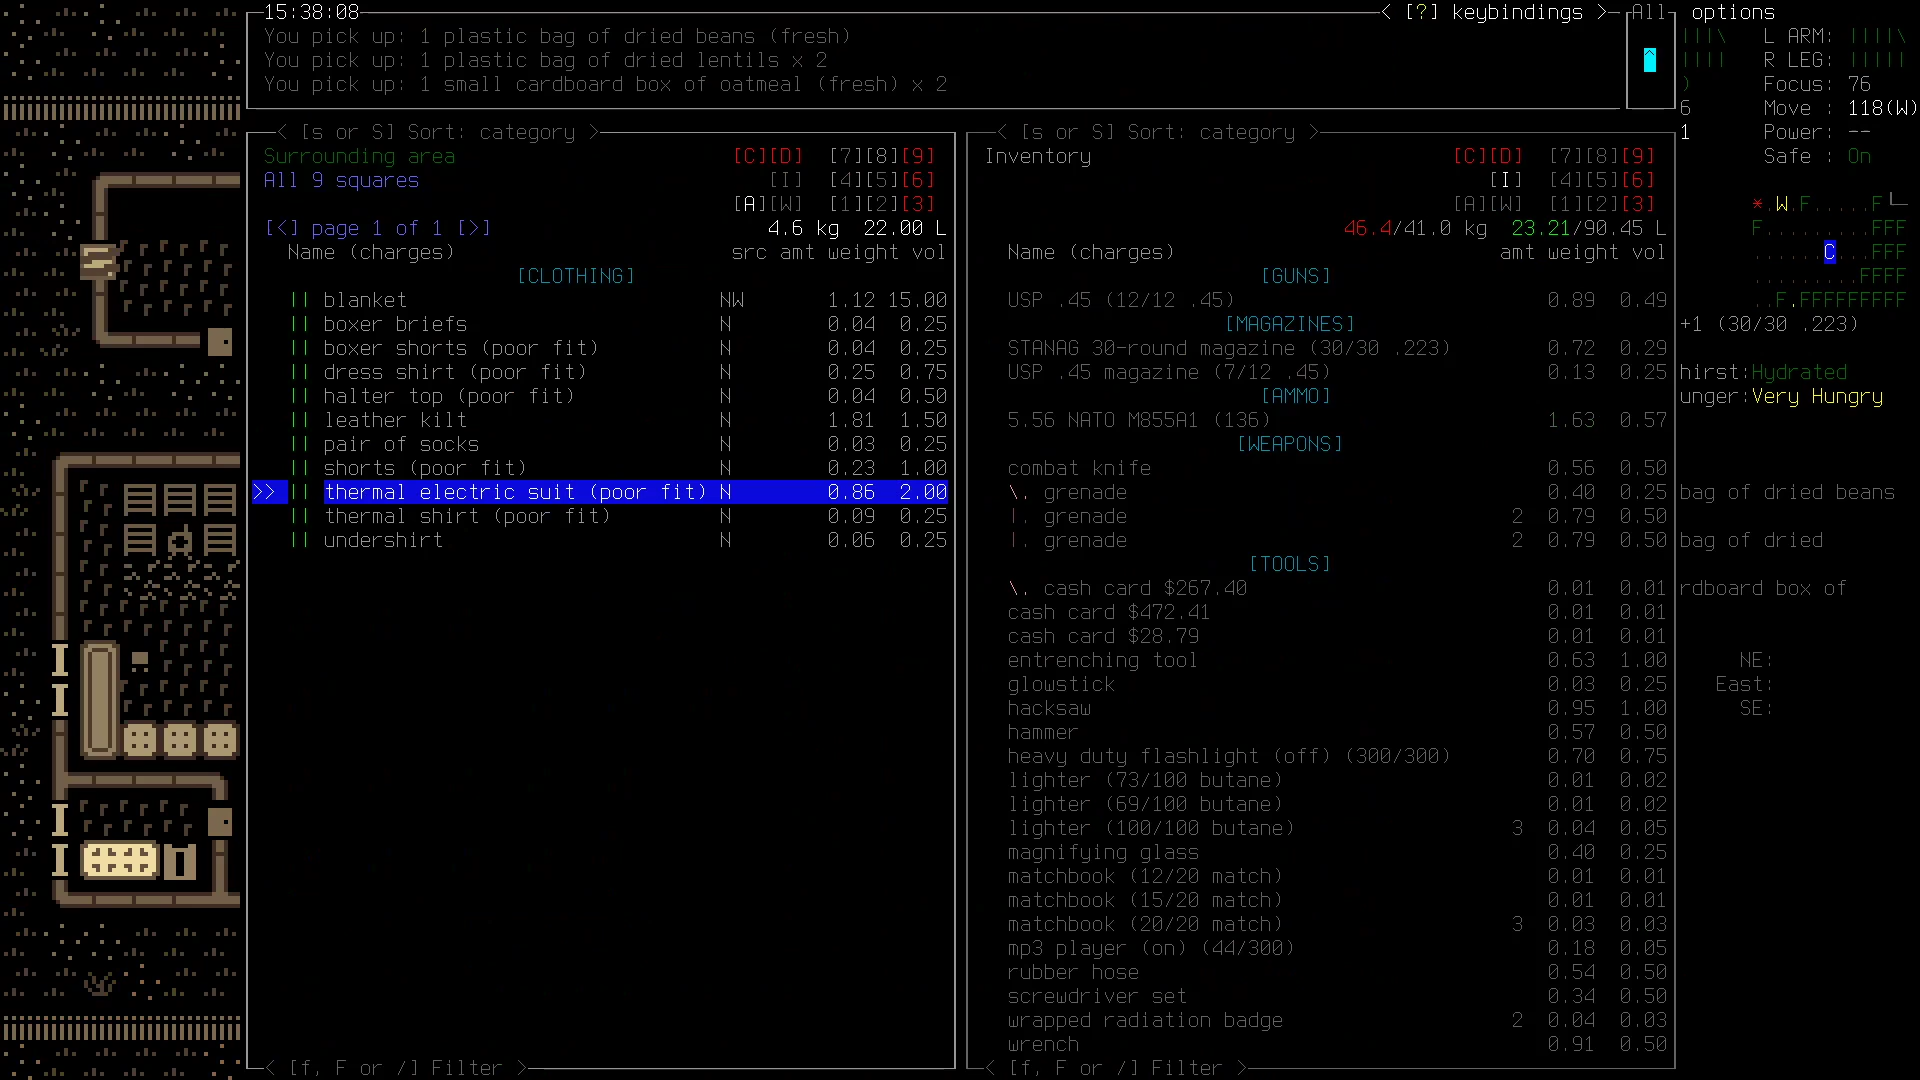 15:38:08 < [?] keybindings > All options
You pick up: 1 plastic bag of dried beans (fresh)
You pick up: 1 plastic bag of dried lentils x 2
You pick up: 1 small cardboard box of oatmeal (fresh) x 2
^
L ARM: ||||\
R LEG: |||||
Focus: 76
6 Move : 118(W)
1 Power: --
Safe : On
< [s or S] Sort: category >
Surrounding area [C][D] [7][8][9]
All 9 squares [I] [4][5][6]
[A][W] [1][2][3]
[<] page 1 of 1 [>] 4.6 kg 22.00 L
Name (charges) src amt weight vol
[CLOTHING]
|| blanket NW 1.12 15.00
|| boxer briefs N 0.04 0.25
|| boxer shorts (poor fit) N 0.04 0.25
|| dress shirt (poor fit) N 0.25 0.75
|| halter top (poor fit) N 0.04 0.50
|| leather kilt N 1.81 1.50
|| pair of socks N 0.03 0.25
|| shorts (poor fit) N 0.23 1.00
>> || thermal electric suit (poor fit) N 0.86 2.00
|| thermal shirt (poor fit) N 0.09 0.25
|| undershirt N 0.06 0.25
< [f, F or /] Filter >
< [s or S] Sort: category >
Inventory [C][D] [7][8][9]
[I] [4][5][6]
[A][W] [1][2][3]
46.4/41.0 kg 23.21/90.45 L
Name (charges) amt weight vol
[GUNS]
USP .45 (12/12 .45) 0.89 0.49
[MAGAZINES]
STANAG 30-round magazine (30/30 .223) 0.72 0.29
USP .45 magazine (7/12 .45) 0.13 0.25
[AMMO]
5.56 NATO M855A1 (136) 1.63 0.57
[WEAPONS]
combat knife 0.56 0.50
\. grenade 0.40 0.25
|. grenade 2 0.79 0.50
|. grenade 2 0.79 0.50
[TOOLS]
\. cash card $267.40 0.01 0.01
cash card $472.41 0.01 0.01
cash card $28.79 0.01 0.01
entrenching tool 0.63 1.00
glowstick 0.03 0.25
hacksaw 0.95 1.00
hammer 0.57 0.50
heavy duty flashlight (off) (300/300) 0.70 0.75
lighter (73/100 butane) 0.01 0.02
lighter (69/100 butane) 0.01 0.02
lighter (100/100 butane) 3 0.04 0.05
magnifying glass 0.40 0.25
matchbook (12/20 match) 0.01 0.01
matchbook (15/20 match) 0.01 0.01
matchbook (20/20 match) 3 0.03 0.03
mp3 player (on) (44/300) 0.18 0.05
rubber hose 0.54 0.50
screwdriver set 0.34 0.50
wrapped radiation badge 2 0.04 0.03
wrench 0.91 0.50
< [f, F or /] Filter >
*.W.F.....F
F.........FFF
......C...FFF
.........FFFF
..F.FFFFFFFFF
+1 (30/30 .223)
hirst:Hydrated
unger:Very Hungry
bag of dried beans
bag of dried
rdboard box of
NE:
East:
SE: